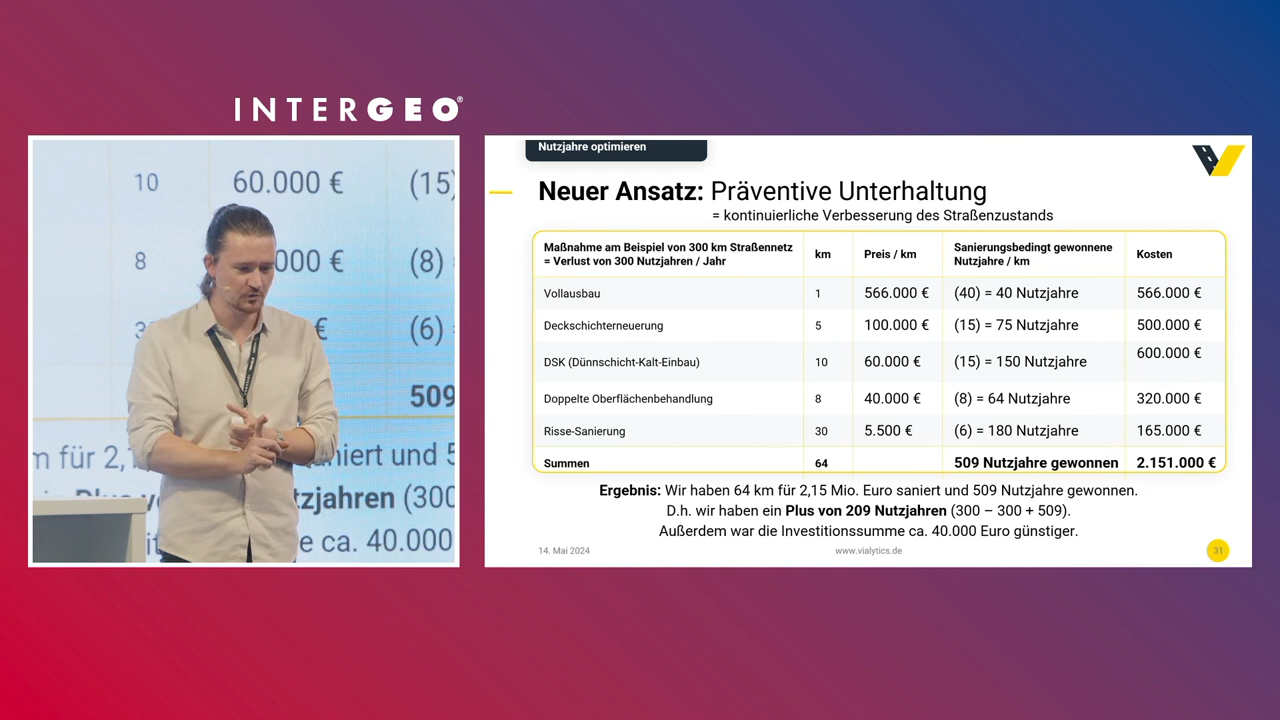 INTERGEO®
10 60.000 € (15)
8 000 € (8)
3 € (6)
509
m für 2, niert und 5
Plus vo tzjahren (300
e ca. 40.000
Nutzjahre optimieren
Neuer Ansatz: Präventive Unterhaltung
= kontinuierliche Verbesserung des Straßenzustands
Maßnahme am Beispiel von 300 km Straßennetz
= Verlust von 300 Nutzjahren / Jahr
km
Preis / km
Sanierungsbedingt gewonnene
Nutzjahre / km
Kosten
Vollausbau 1 566.000 € (40) = 40 Nutzjahre 566.000 €
Deckschichterneuerung 5 100.000 € (15) = 75 Nutzjahre 500.000 €
DSK (Dünnschicht-Kalt-Einbau) 10 60.000 € (15) = 150 Nutzjahre 600.000 €
Doppelte Oberflächenbehandlung 8 40.000 € (8) = 64 Nutzjahre 320.000 €
Risse-Sanierung 30 5.500 € (6) = 180 Nutzjahre 165.000 €
Summen 64 509 Nutzjahre gewonnen 2.151.000 €
Ergebnis: Wir haben 64 km für 2,15 Mio. Euro saniert und 509 Nutzjahre gewonnen.
D.h. wir haben ein Plus von 209 Nutzjahren (300 – 300 + 509).
Außerdem war die Investitionssumme ca. 40.000 Euro günstiger.
14. Mai 2024 www.vialytics.de 31